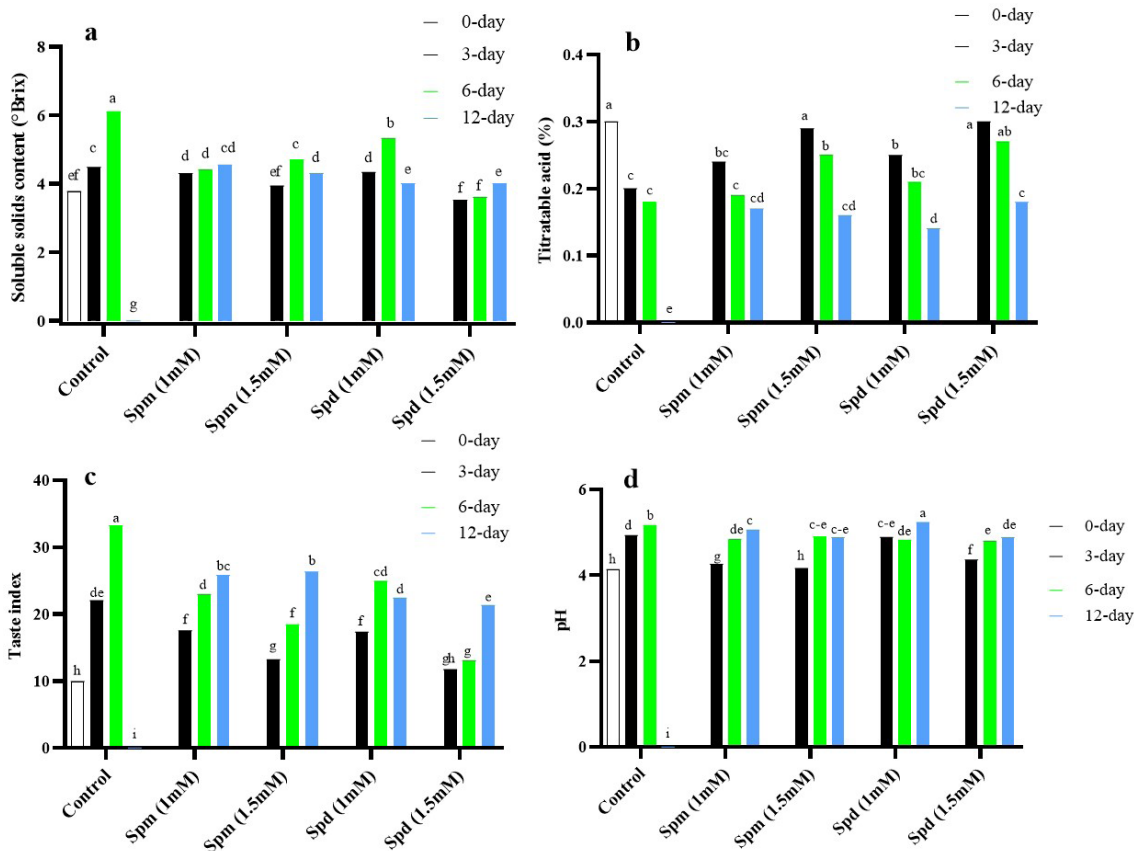 a
0-day
3-day
6-day
12-day
Soluble solids content (°Brix)
8
6
4
2
0
ef
c
a
g
d
d
cd
ef
c
d
d
b
e
f
f
e
Control
Spm (1mM)
Spm (1.5mM)
Spd (1mM)
Spd (1.5mM)
b
0-day
3-day
6-day
12-day
Titratable acid (%)
0.4
0.3
0.2
0.1
0.0
a
c
c
e
bc
c
cd
a
b
cd
b
bc
d
a
ab
c
Control
Spm (1mM)
Spm (1.5mM)
Spd (1mM)
Spd (1.5mM)
c
0-day
3-day
6-day
12-day
Taste index
40
30
20
10
0
h
de
a
i
f
d
bc
g
f
b
f
cd
d
gh
g
e
Control
Spm (1mM)
Spm (1.5mM)
Spd (1mM)
Spd (1.5mM)
d
0-day
3-day
6-day
12-day
pH
6
4
2
0
h
d
b
i
g
de
c
h
c-e
c-e
c-e
de
a
f
e
de
Control
Spm (1mM)
Spm (1.5mM)
Spd (1mM)
Spd (1.5mM)